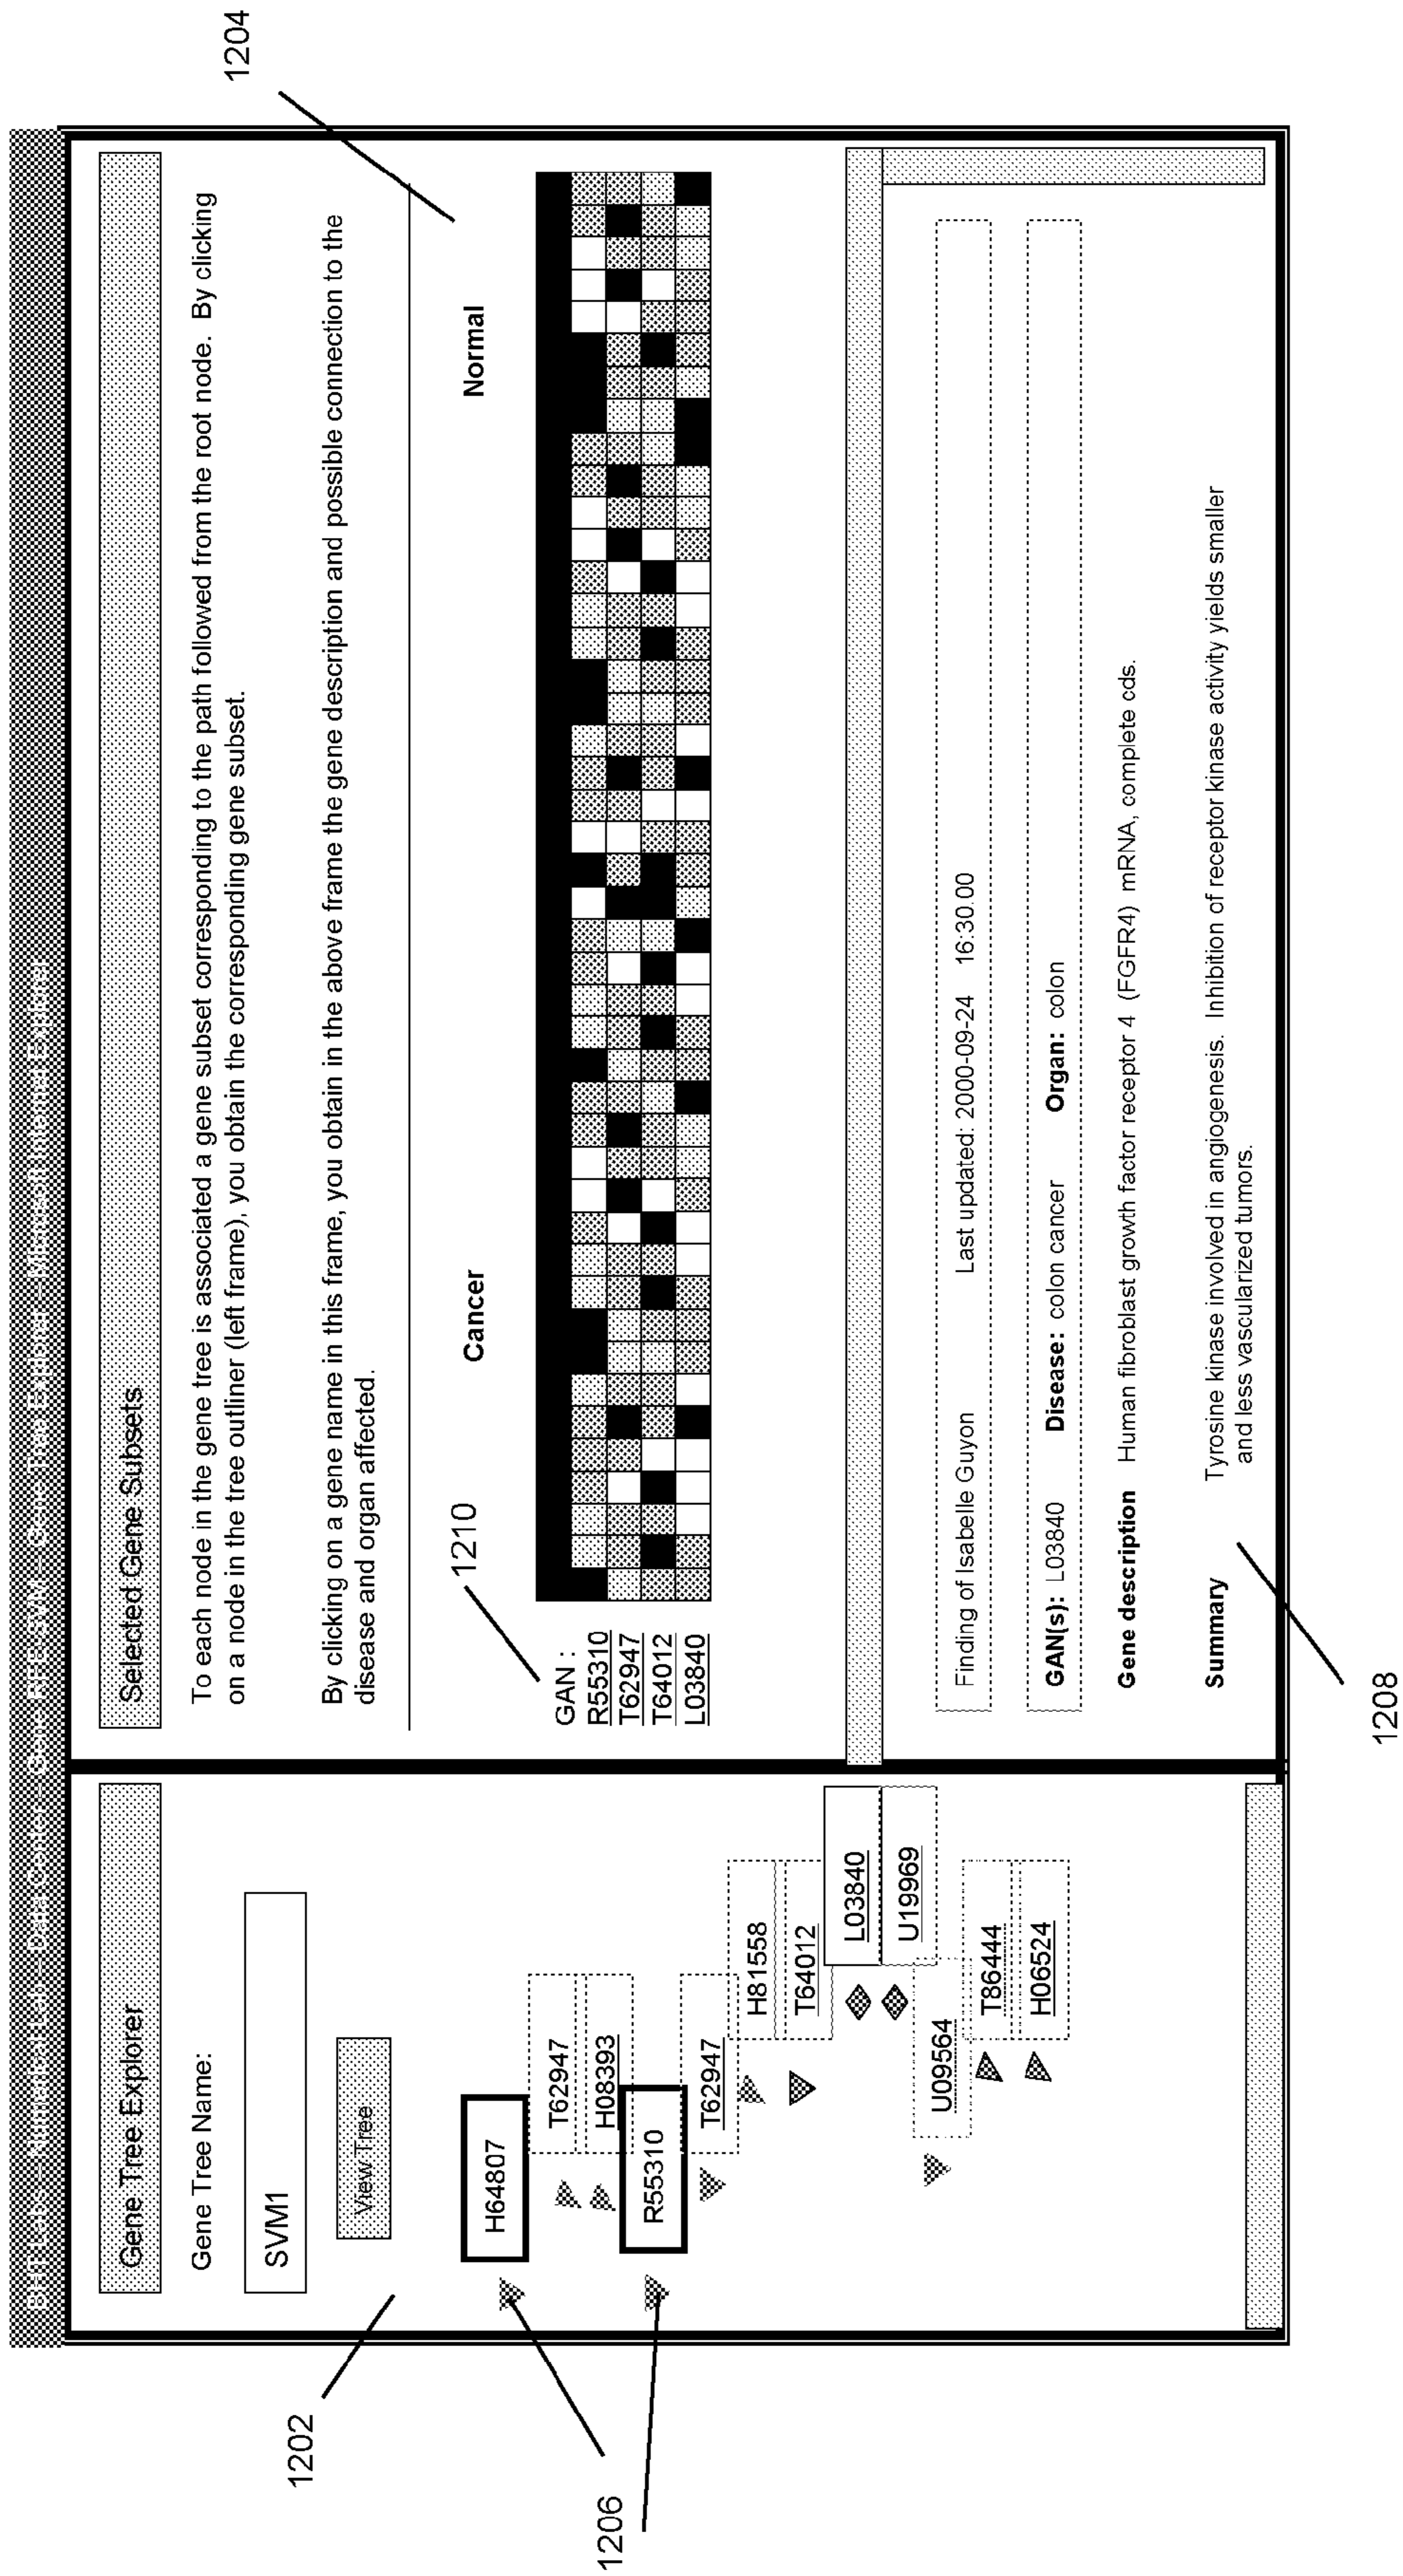 Gene Tree Explorer
Gene Tree Name:
SVM1
View Tree
1202
1206
H64807
T62947
H08393
R55310
T62947
H81558
T64012
L03840
U19969
U09564
T86444
H06524
Selected Gene Subsets
To each node in the gene tree is associated a gene subset corresponding to the path followed from the root node. By clicking
on a node in the tree outliner (left frame), you obtain the corresponding gene subset.
By clicking on a gene name in this frame, you obtain in the above frame the gene description and possible connection to the
disease and organ affected.
1204
1210
Cancer Normal
GAN :
R55310
T62947
T64012
L03840
Finding of Isabelle Guyon Last updated: 2000-09-24 16.30.00
GAN(s): L03840 Disease: colon cancer Organ: colon
Gene description Human fibroblast growth factor receptor 4 (FGFR4) mRNA, complete cds.
Summary Tyrosine kinase involved in angiogenesis. Inhibition of receptor kinase activity yields smaller
and less vascularized tumors.
1208